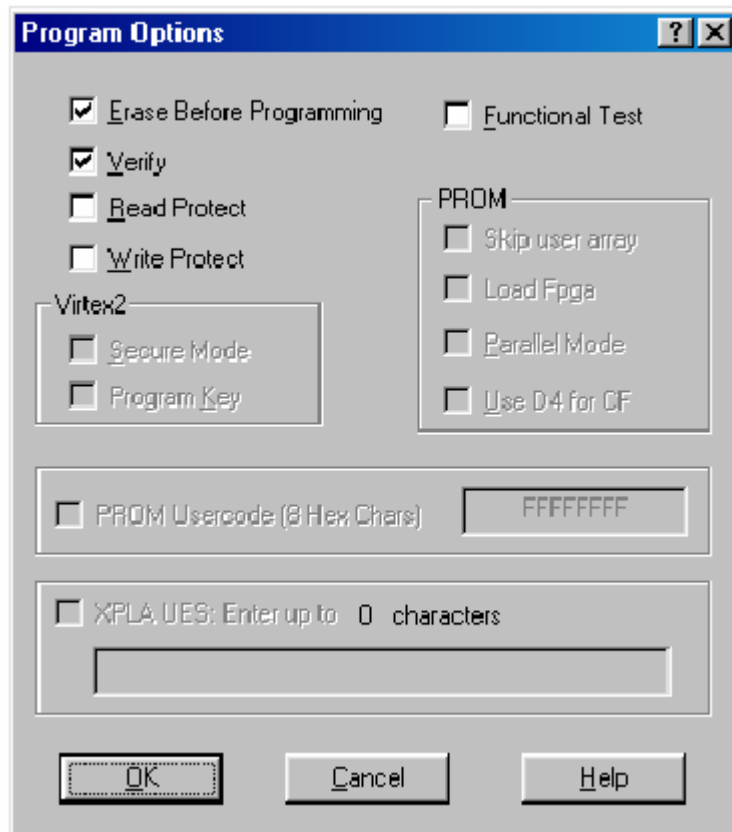 Program Options
Erase Before Programming
Functional Test
Verify
Read Protect
Write Protect
PROM
Skip user array
Load Fpga
Parallel Mode
Use D4 for CF
Virtex2
Secure Mode
Program Key
PROM Usercode (8 Hex Chars) FFFFFFFF
XPLA UES: Enter up to 0 characters
OK Cancel Help